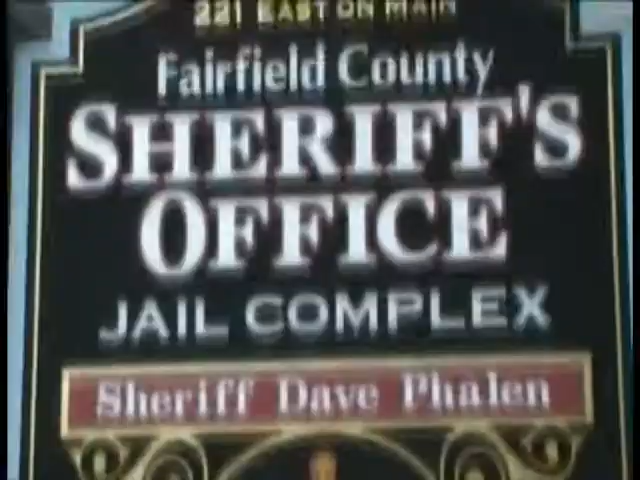 221 EAST ON MAIN
Fairfield County
SHERIFF'S
OFFICE
JAIL COMPLEX
Sheriff Dave Phalen